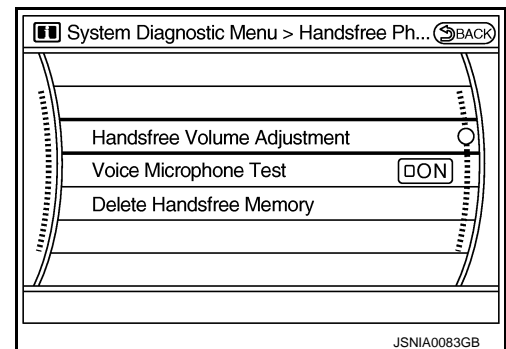 System Diagnostic Menu > Handsfree Ph... BACK
Handsfree Volume Adjustment
Voice Microphone Test ON
Delete Handsfree Memory
JSNIA0083GB